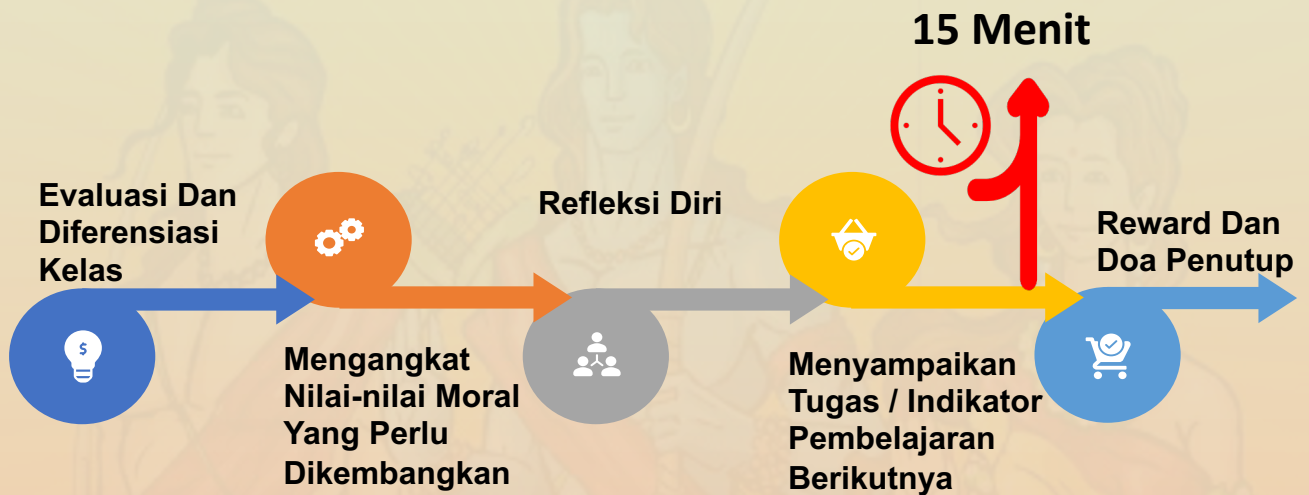 15 Menit
Evaluasi Dan
Diferensiasi
Kelas
Mengangkat
Nilai-nilai Moral
Yang Perlu
Dikembangkan
Refleksi Diri
Menyampaikan
Tugas / Indikator
Pembelajaran
Berikutnya
Reward Dan
Doa Penutup
$